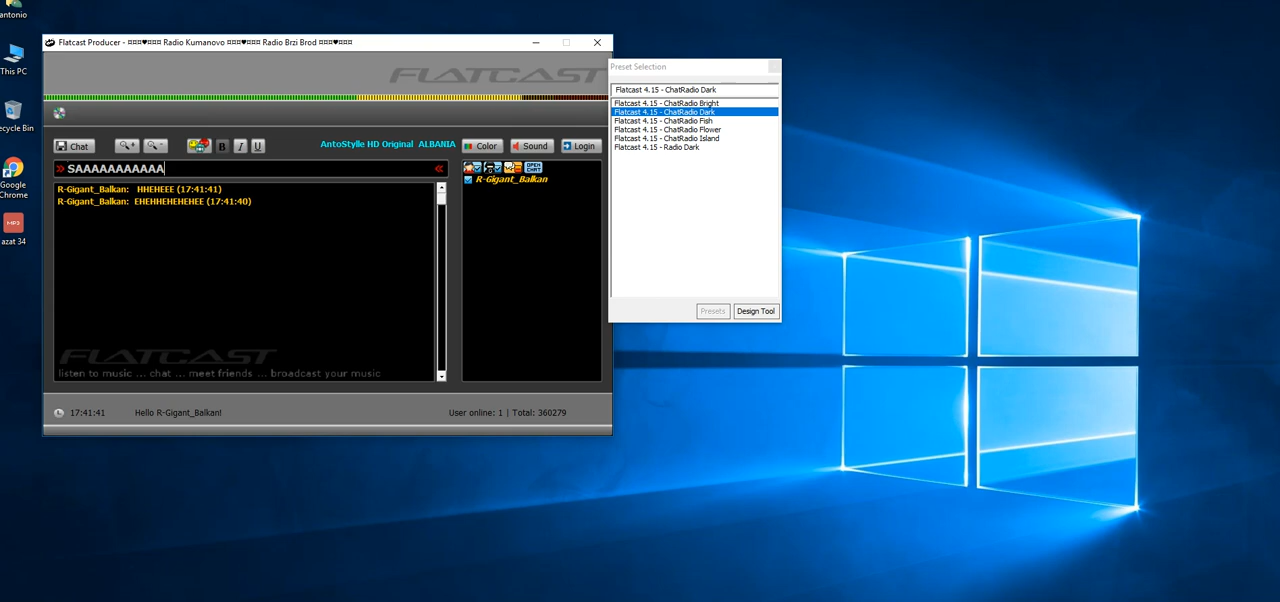 antonio
This PC
ecycle Bin
Google
Chrome
MP3
azat 34
Flatcast Producer - ¤¤¤♥¤¤¤ Radio Kumanovo ¤¤¤♥¤¤¤ Radio Brzi Brod ¤¤¤♥¤¤¤
FLATCAST
Chat
B I U
AntoStylle HD Original ALBANIA
Color
Sound
Login
» SAAAAAAAAAAA «
R-Gigant_Balkan: HHEHEEE (17:41:41)
R-Gigant_Balkan: EHEHHEHEHEHEE (17:41:40)
OPEN
CHAT
R-Gigant_Balkan
FLATCAST
listen to music ... chat ... meet friends ... broadcast your music
17:41:41
Hello R-Gigant_Balkan!
User online: 1 | Total: 360279
Preset Selection
Flatcast 4.15 - ChatRadio Dark
Flatcast 4.15 - ChatRadio Bright
Flatcast 4.15 - ChatRadio Dark
Flatcast 4.15 - ChatRadio Fish
Flatcast 4.15 - ChatRadio Flower
Flatcast 4.15 - ChatRadio Island
Flatcast 4.15 - Radio Dark
Presets
Design Tool